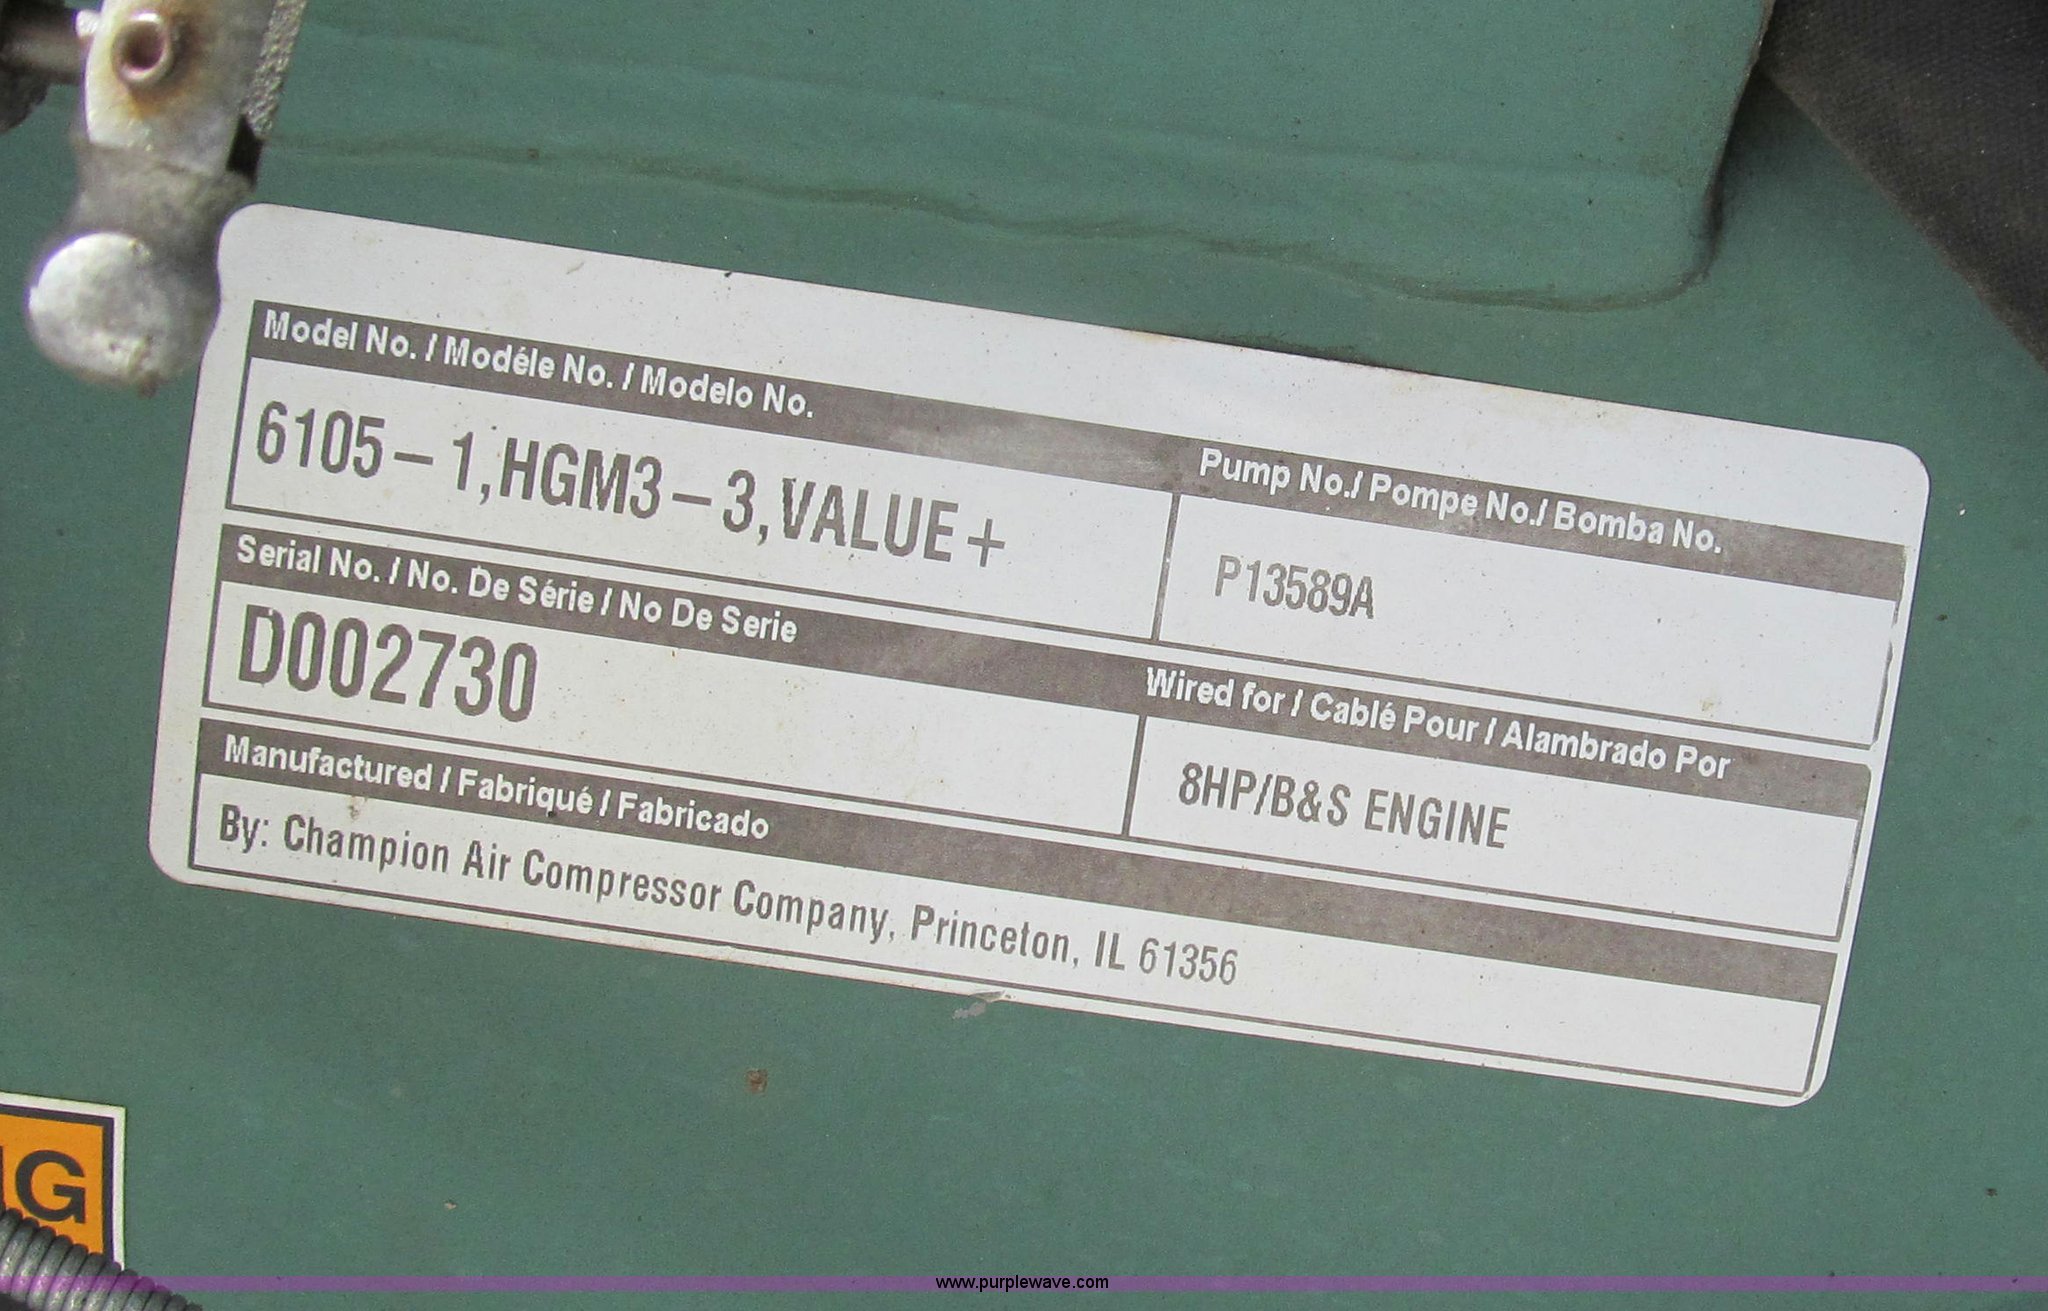 Model No. / Modéle No. / Modelo No.
6105-1,HGM3-3,VALUE+
Pump No./ Pompe No./ Bomba No.
P13589A
Serial No. / No. De Série / No De Serie
D002730
Wired for / Cablé Pour / Alambrado Por
8HP/B&S ENGINE
Manufactured / Fabriqué / Fabricado
By: Champion Air Compressor Company, Princeton, IL 61356
G
www.purplewave.com